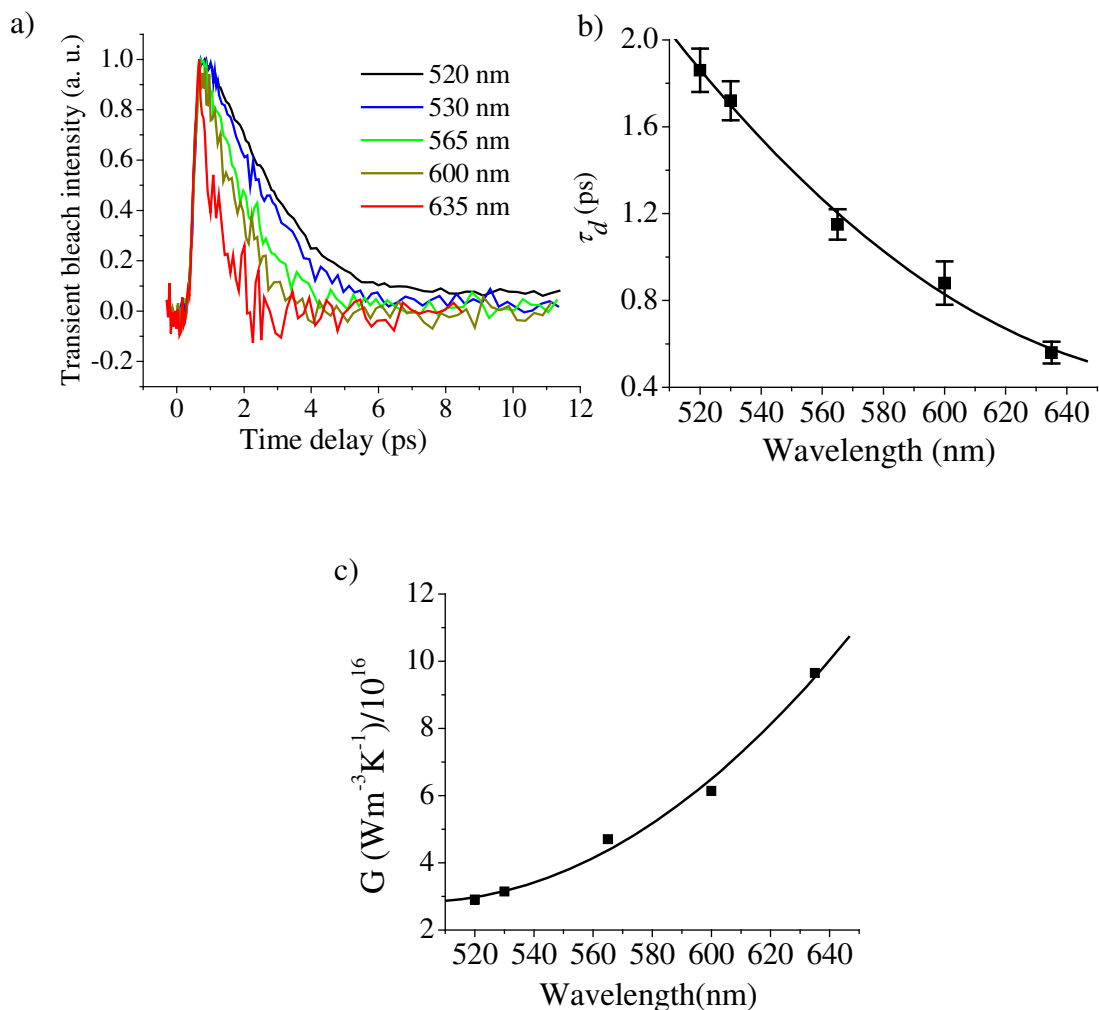 a)
Transient bleach intensity (a. u.)
1.0
0.8
0.6
0.4
0.2
0.0
-0.2
520 nm
530 nm
565 nm
600 nm
635 nm
0 2 4 6 8 10 12
Time delay (ps)
b)
τd (ps)
2.0
1.6
1.2
0.8
0.4
520 540 560 580 600 620 640
Wavelength (nm)
c)
G (Wm⁻³K⁻¹)/10¹⁶
12
10
8
6
4
2
520 540 560 580 600 620 640
Wavelength(nm)